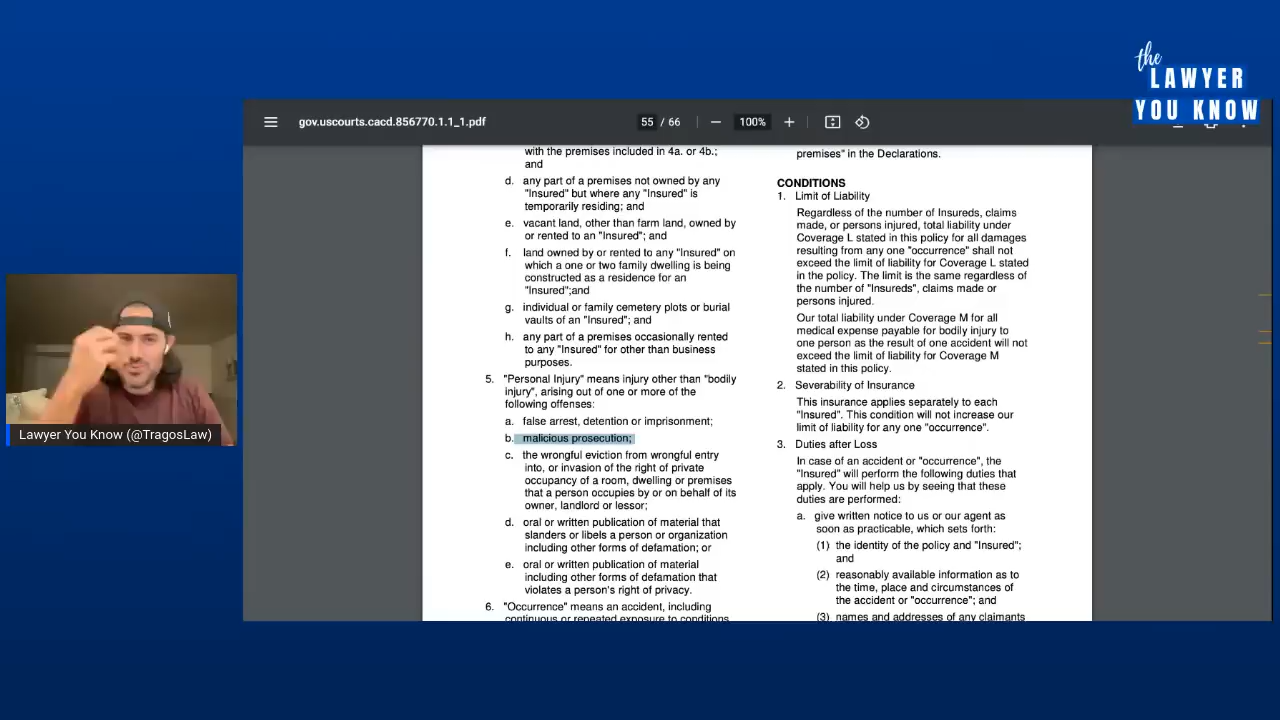 the
LAWYER
YOU KNOW
gov.uscourts.cacd.856770.1.1_1.pdf
55 / 66
100%
with the premises included in 4a. or 4b.;
and
d. any part of a premises not owned by any
"Insured" but where any "Insured" is
temporarily residing; and
e. vacant land, other than farm land, owned by
or rented to an "Insured"; and
f. land owned by or rented to any "Insured" on
which a one or two family dwelling is being
constructed as a residence for an
"Insured";and
g. individual or family cemetery plots or burial
vaults of an "Insured"; and
h. any part of a premises occasionally rented
to any "Insured" for other than business
purposes.
5. "Personal Injury" means injury other than "bodily
injury", arising out of one or more of the
following offenses:
a. false arrest, detention or imprisonment;
b. malicious prosecution;
c. the wrongful eviction from wrongful entry
into, or invasion of the right of private
occupancy of a room, dwelling or premises
that a person occupies by or on behalf of its
owner, landlord or lessor;
d. oral or written publication of material that
slanders or libels a person or organization
including other forms of defamation; or
e. oral or written publication of material
including other forms of defamation that
violates a person's right of privacy.
6. "Occurrence" means an accident, including
continuous or repeated exposure to conditions
premises" in the Declarations.
CONDITIONS
1. Limit of Liability
Regardless of the number of Insureds, claims
made, or persons injured, total liability under
Coverage L stated in this policy for all damages
resulting from any one "occurrence" shall not
exceed the limit of liability for Coverage L stated
in the policy. The limit is the same regardless of
the number of "Insureds", claims made or
persons injured.
Our total liability under Coverage M for all
medical expense payable for bodily injury to
one person as the result of one accident will not
exceed the limit of liability for Coverage M
stated in this policy.
2. Severability of Insurance
This insurance applies separately to each
"Insured". This condition will not increase our
limit of liability for any one "occurrence".
3. Duties after Loss
In case of an accident or "occurrence", the
"Insured" will perform the following duties that
apply. You will help us by seeing that these
duties are performed:
a. give written notice to us or our agent as
soon as practicable, which sets forth:
(1) the identity of the policy and "Insured";
and
(2) reasonably available information as to
the time, place and circumstances of
the accident or "occurrence"; and
(3) names and addresses of any claimants
Lawyer You Know (@TragosLaw)